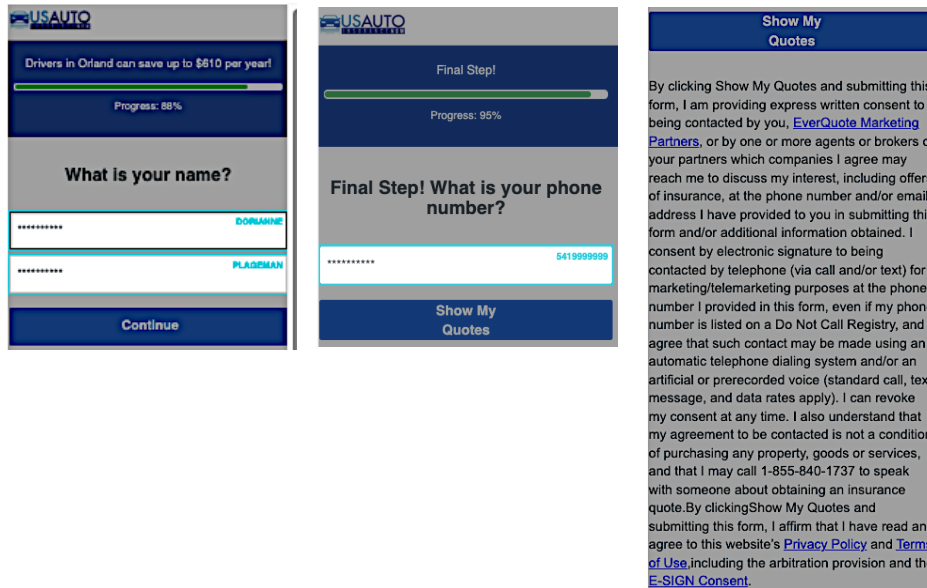 USAUTO
INSURANCENOW
Drivers in Orland can save up to $610 per year!
Progress: 88%
What is your name?
********** DORIANNE
********** PLAGEMAN
Continue
USAUTO
INSURANCENOW
Final Step!
Progress: 95%
Final Step! What is your phone
number?
********** 5419999999
Show My
Quotes
Show My
Quotes
By clicking Show My Quotes and submitting this
form, I am providing express written consent to
being contacted by you, EverQuote Marketing
Partners, or by one or more agents or brokers o
your partners which companies I agree may
reach me to discuss my interest, including offers
of insurance, at the phone number and/or email
address I have provided to you in submitting thi
form and/or additional information obtained. I
consent by electronic signature to being
contacted by telephone (via call and/or text) for
marketing/telemarketing purposes at the phone
number I provided in this form, even if my phon
number is listed on a Do Not Call Registry, and
agree that such contact may be made using an
automatic telephone dialing system and/or an
artificial or prerecorded voice (standard call, tex
message, and data rates apply). I can revoke
my consent at any time. I also understand that
my agreement to be contacted is not a condition
of purchasing any property, goods or services,
and that I may call 1-855-840-1737 to speak
with someone about obtaining an insurance
quote.By clickingShow My Quotes and
submitting this form, I affirm that I have read an
agree to this website's Privacy Policy and Terms
of Use,including the arbitration provision and th
E-SIGN Consent.